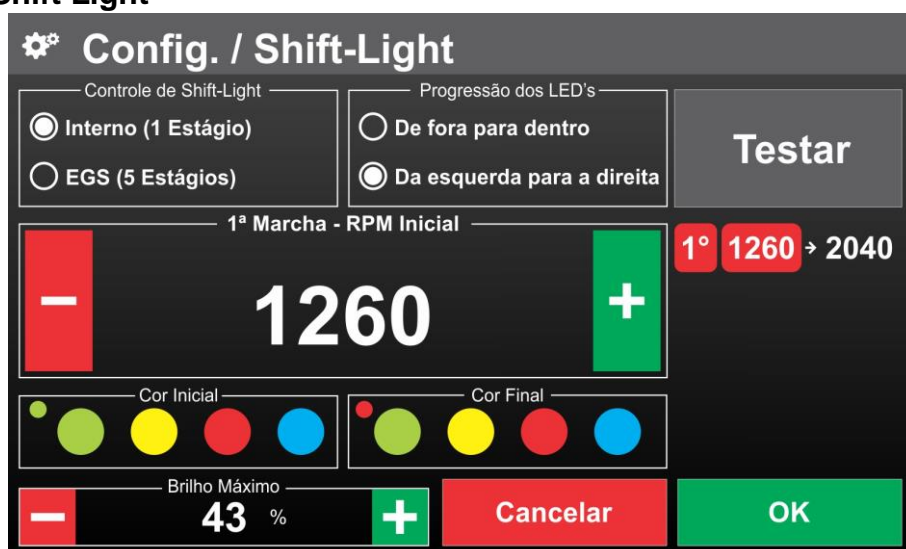 Shift-Light
Config. / Shift-Light
Controle de Shift-Light
Interno (1 Estágio)
EGS (5 Estágios)
Progressão dos LED's
De fora para dentro
Da esquerda para a direita
Testar
1ª Marcha - RPM Inicial
− 1260 +
1° 1260 → 2040
Cor Inicial
Cor Final
Brilho Máximo
− 43 % +
Cancelar
OK